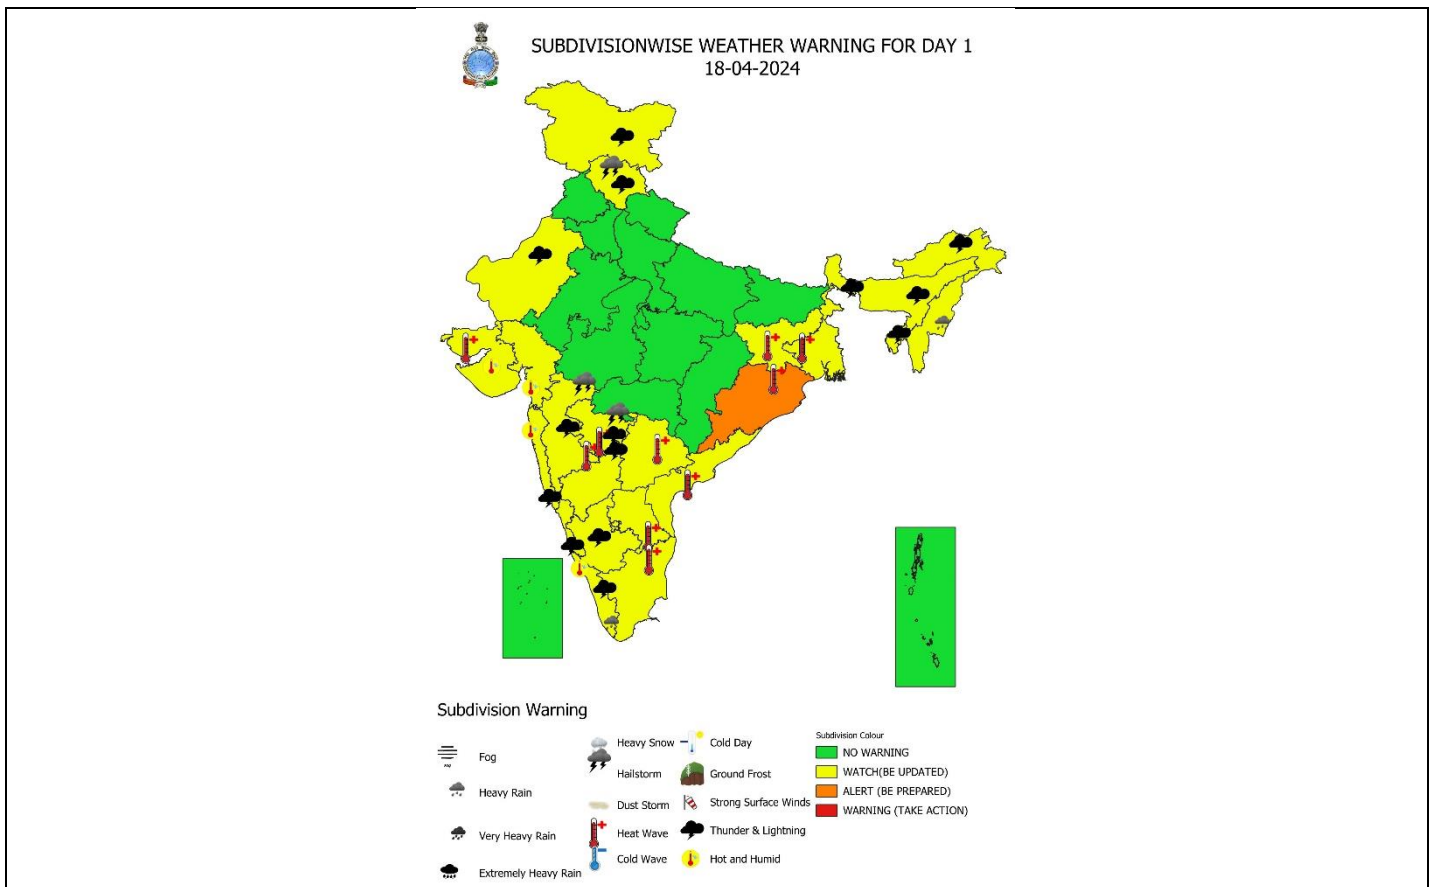 SUBDIVISIONWISE WEATHER WARNING FOR DAY 1
18-04-2024
Subdivision Warning
Fog
Heavy Rain
Very Heavy Rain
Extremely Heavy Rain
Heavy Snow
Hailstorm
Dust Storm
Heat Wave
Cold Wave
Cold Day
Ground Frost
Strong Surface Winds
Thunder & Lightning
Hot and Humid
Subdivision Colour
NO WARNING
WATCH(BE UPDATED)
ALERT (BE PREPARED)
WARNING (TAKE ACTION)